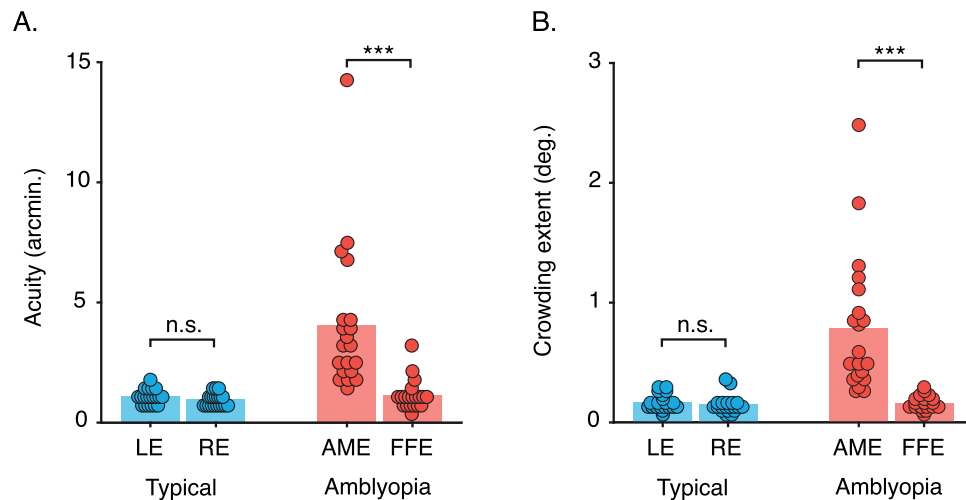 A.
Acuity (arcmin.)
15
10
5
0
n.s.
***
LE RE AME FFE
Typical Amblyopia
B.
Crowding extent (deg.)
3
2
1
0
n.s.
***
LE RE AME FFE
Typical Amblyopia